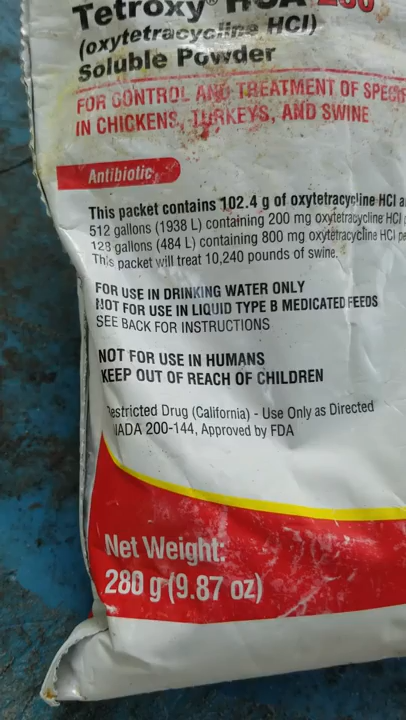 Tetroxy® HCA 280
(oxytetracycline HCl)
Soluble Powder
FOR CONTROL AND TREATMENT OF SPECIF
IN CHICKENS, TURKEYS, AND SWINE
Antibiotic
This packet contains 102.4 g of oxytetracycline HCl a
512 gallons (1938 L) containing 200 mg oxytetracycline HCl
128 gallons (484 L) containing 800 mg oxytetracycline HCl pe
This packet will treat 10,240 pounds of swine.
FOR USE IN DRINKING WATER ONLY
NOT FOR USE IN LIQUID TYPE B MEDICATED FEEDS
SEE BACK FOR INSTRUCTIONS
NOT FOR USE IN HUMANS
KEEP OUT OF REACH OF CHILDREN
Restricted Drug (California) - Use Only as Directed
NADA 200-144, Approved by FDA
Net Weight:
280 g (9.87 oz)